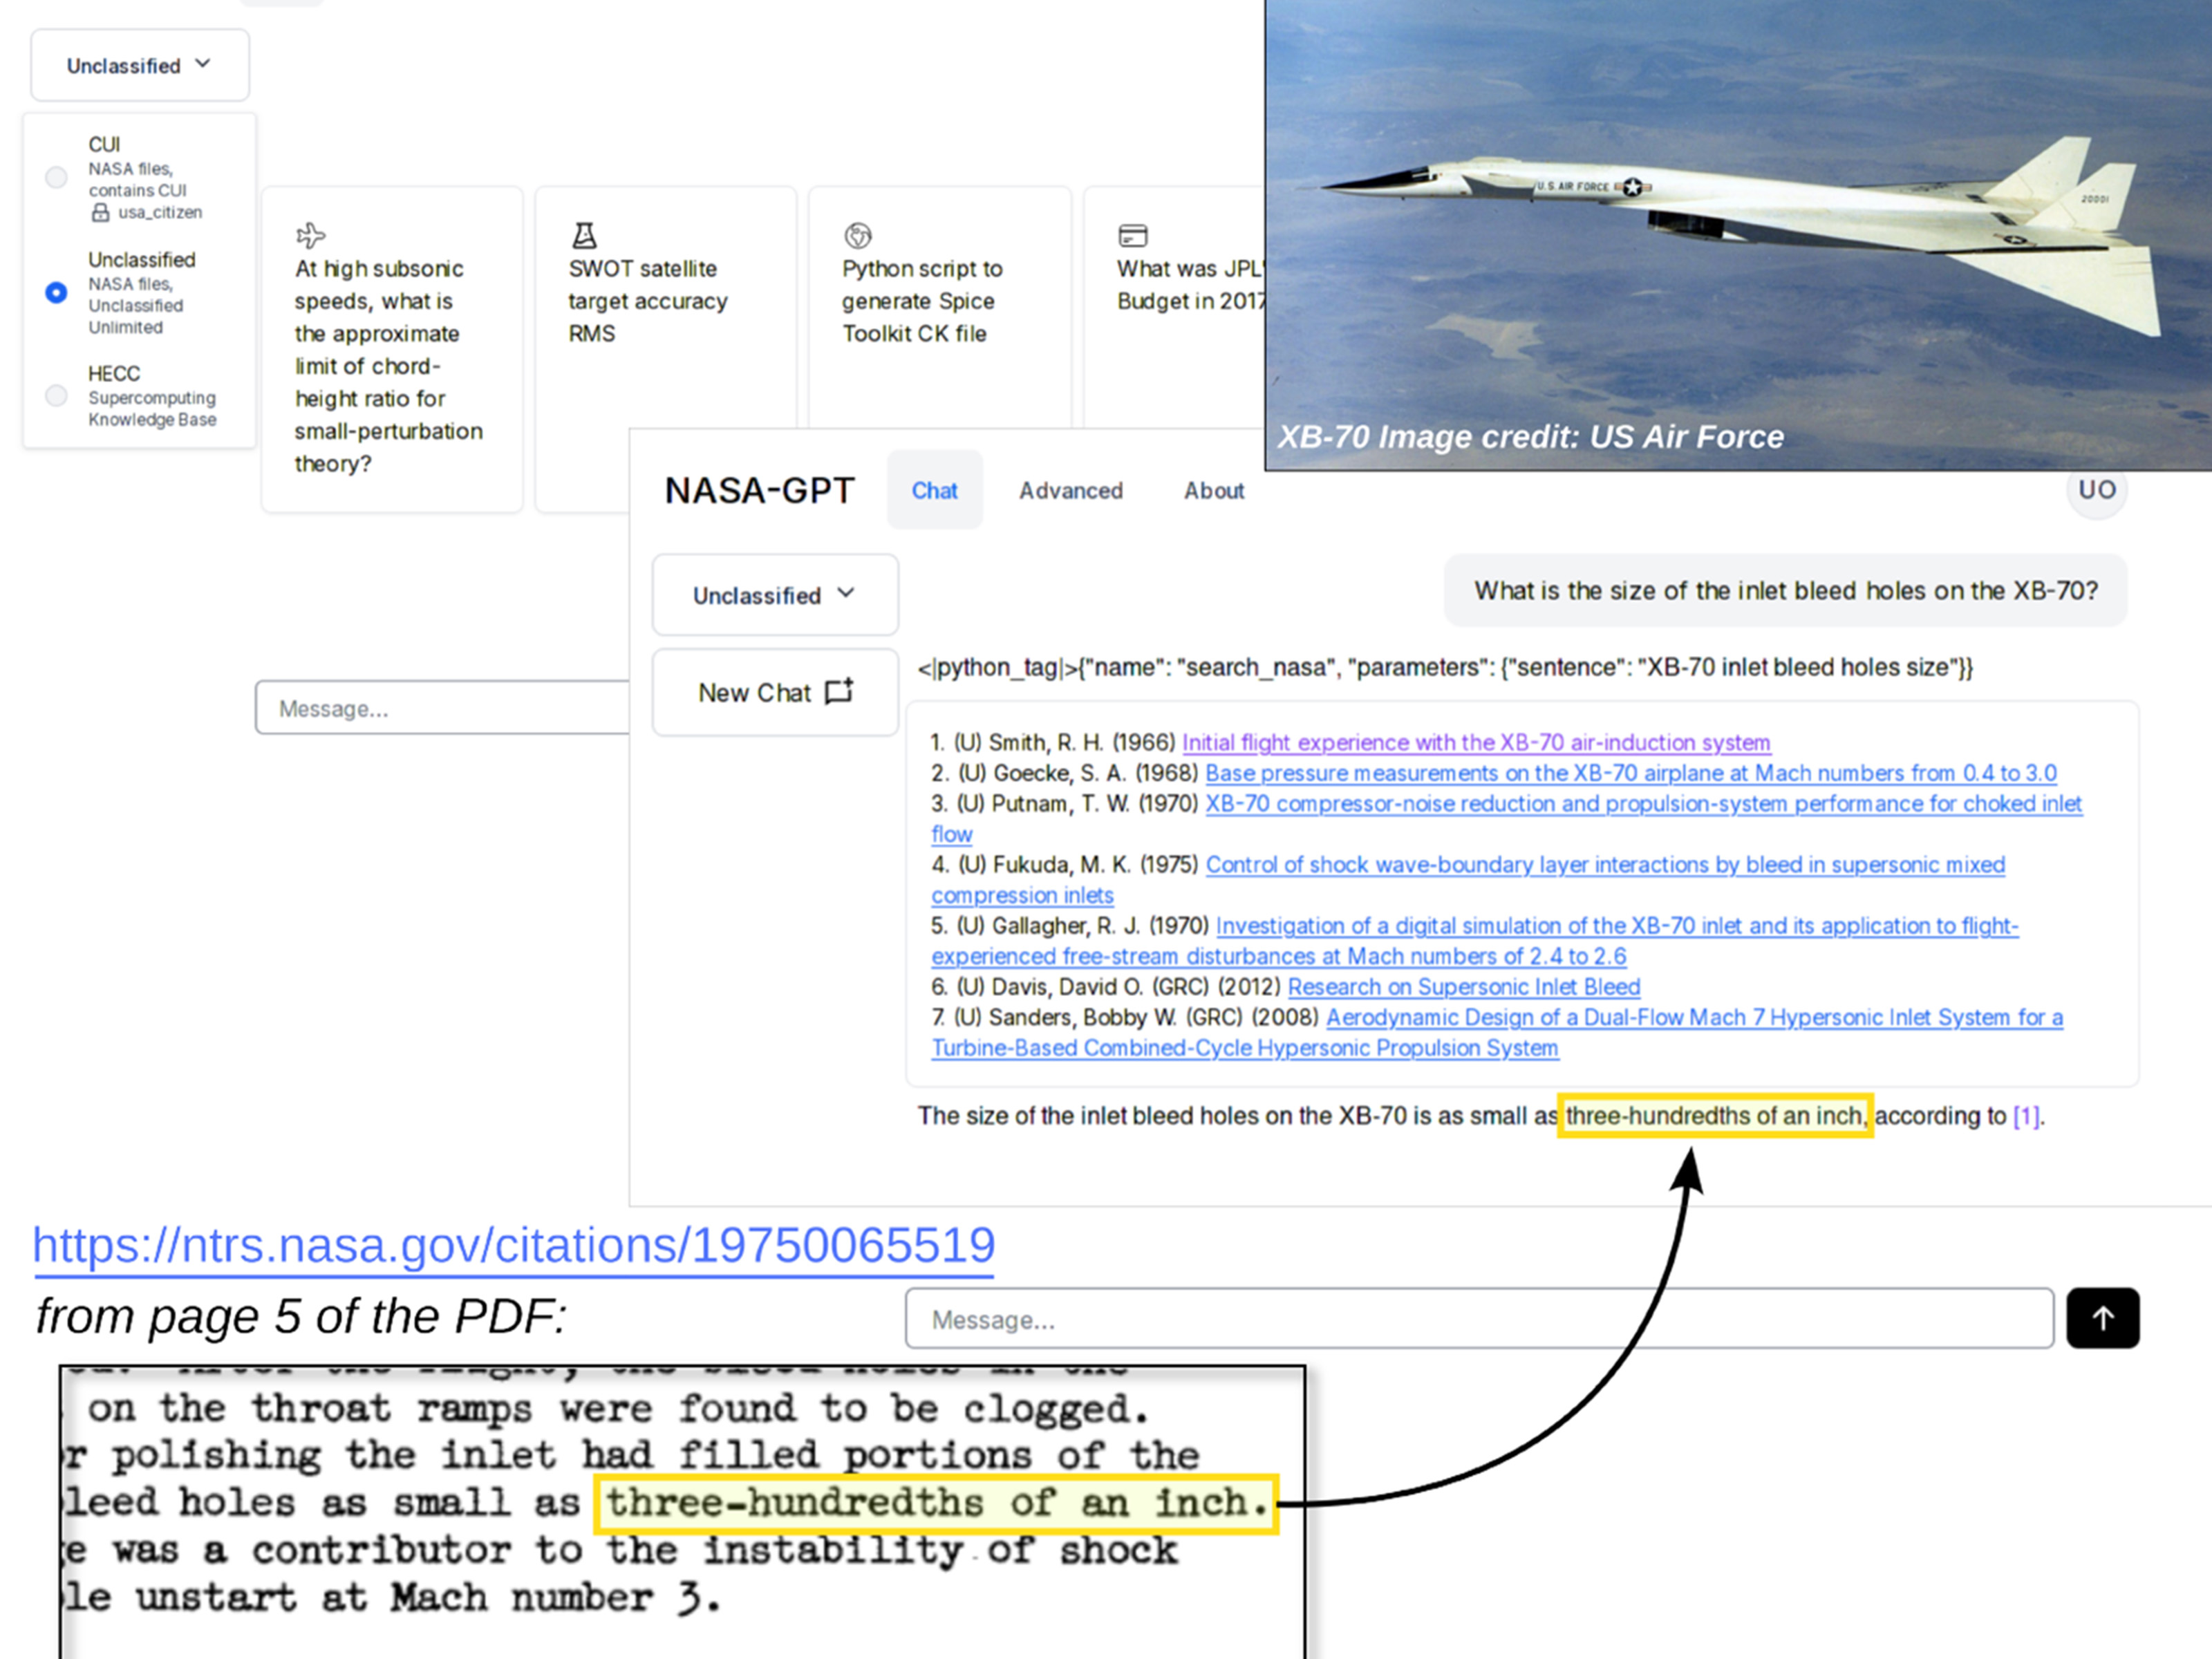 Unclassified
CUI
NASA files,
contains CUI
usa_citizen
Unclassified
NASA files,
Unclassified
Unlimited
HECC
Supercomputing
Knowledge Base
At high subsonic
speeds, what is
the approximate
limit of chord-
height ratio for
small-perturbation
theory?
SWOT satellite
target accuracy
RMS
Python script to
generate Spice
Toolkit CK file
What was JPL'
Budget in 2017
U.S. AIR FORCE
20001
XB-70 Image credit: US Air Force
Message...
NASA-GPT
Chat
Advanced
About
UO
Unclassified
New Chat
What is the size of the inlet bleed holes on the XB-70?
<|python_tag|>{"name": "search_nasa", "parameters": {"sentence": "XB-70 inlet bleed holes size"}}
1. (U) Smith, R. H. (1966) Initial flight experience with the XB-70 air-induction system
2. (U) Goecke, S. A. (1968) Base pressure measurements on the XB-70 airplane at Mach numbers from 0.4 to 3.0
3. (U) Putnam, T. W. (1970) XB-70 compressor-noise reduction and propulsion-system performance for choked inlet
flow
4. (U) Fukuda, M. K. (1975) Control of shock wave-boundary layer interactions by bleed in supersonic mixed
compression inlets
5. (U) Gallagher, R. J. (1970) Investigation of a digital simulation of the XB-70 inlet and its application to flight-
experienced free-stream disturbances at Mach numbers of 2.4 to 2.6
6. (U) Davis, David O. (GRC) (2012) Research on Supersonic Inlet Bleed
7. (U) Sanders, Bobby W. (GRC) (2008) Aerodynamic Design of a Dual-Flow Mach 7 Hypersonic Inlet System for a
Turbine-Based Combined-Cycle Hypersonic Propulsion System
The size of the inlet bleed holes on the XB-70 is as small as three-hundredths of an inch, according to [1].
https://ntrs.nasa.gov/citations/19750065519
from page 5 of the PDF:
Message...
on the throat ramps were found to be clogged.
r polishing the inlet had filled portions of the
leed holes as small as three-hundredths of an inch.
e was a contributor to the instability of shock
le unstart at Mach number 3.